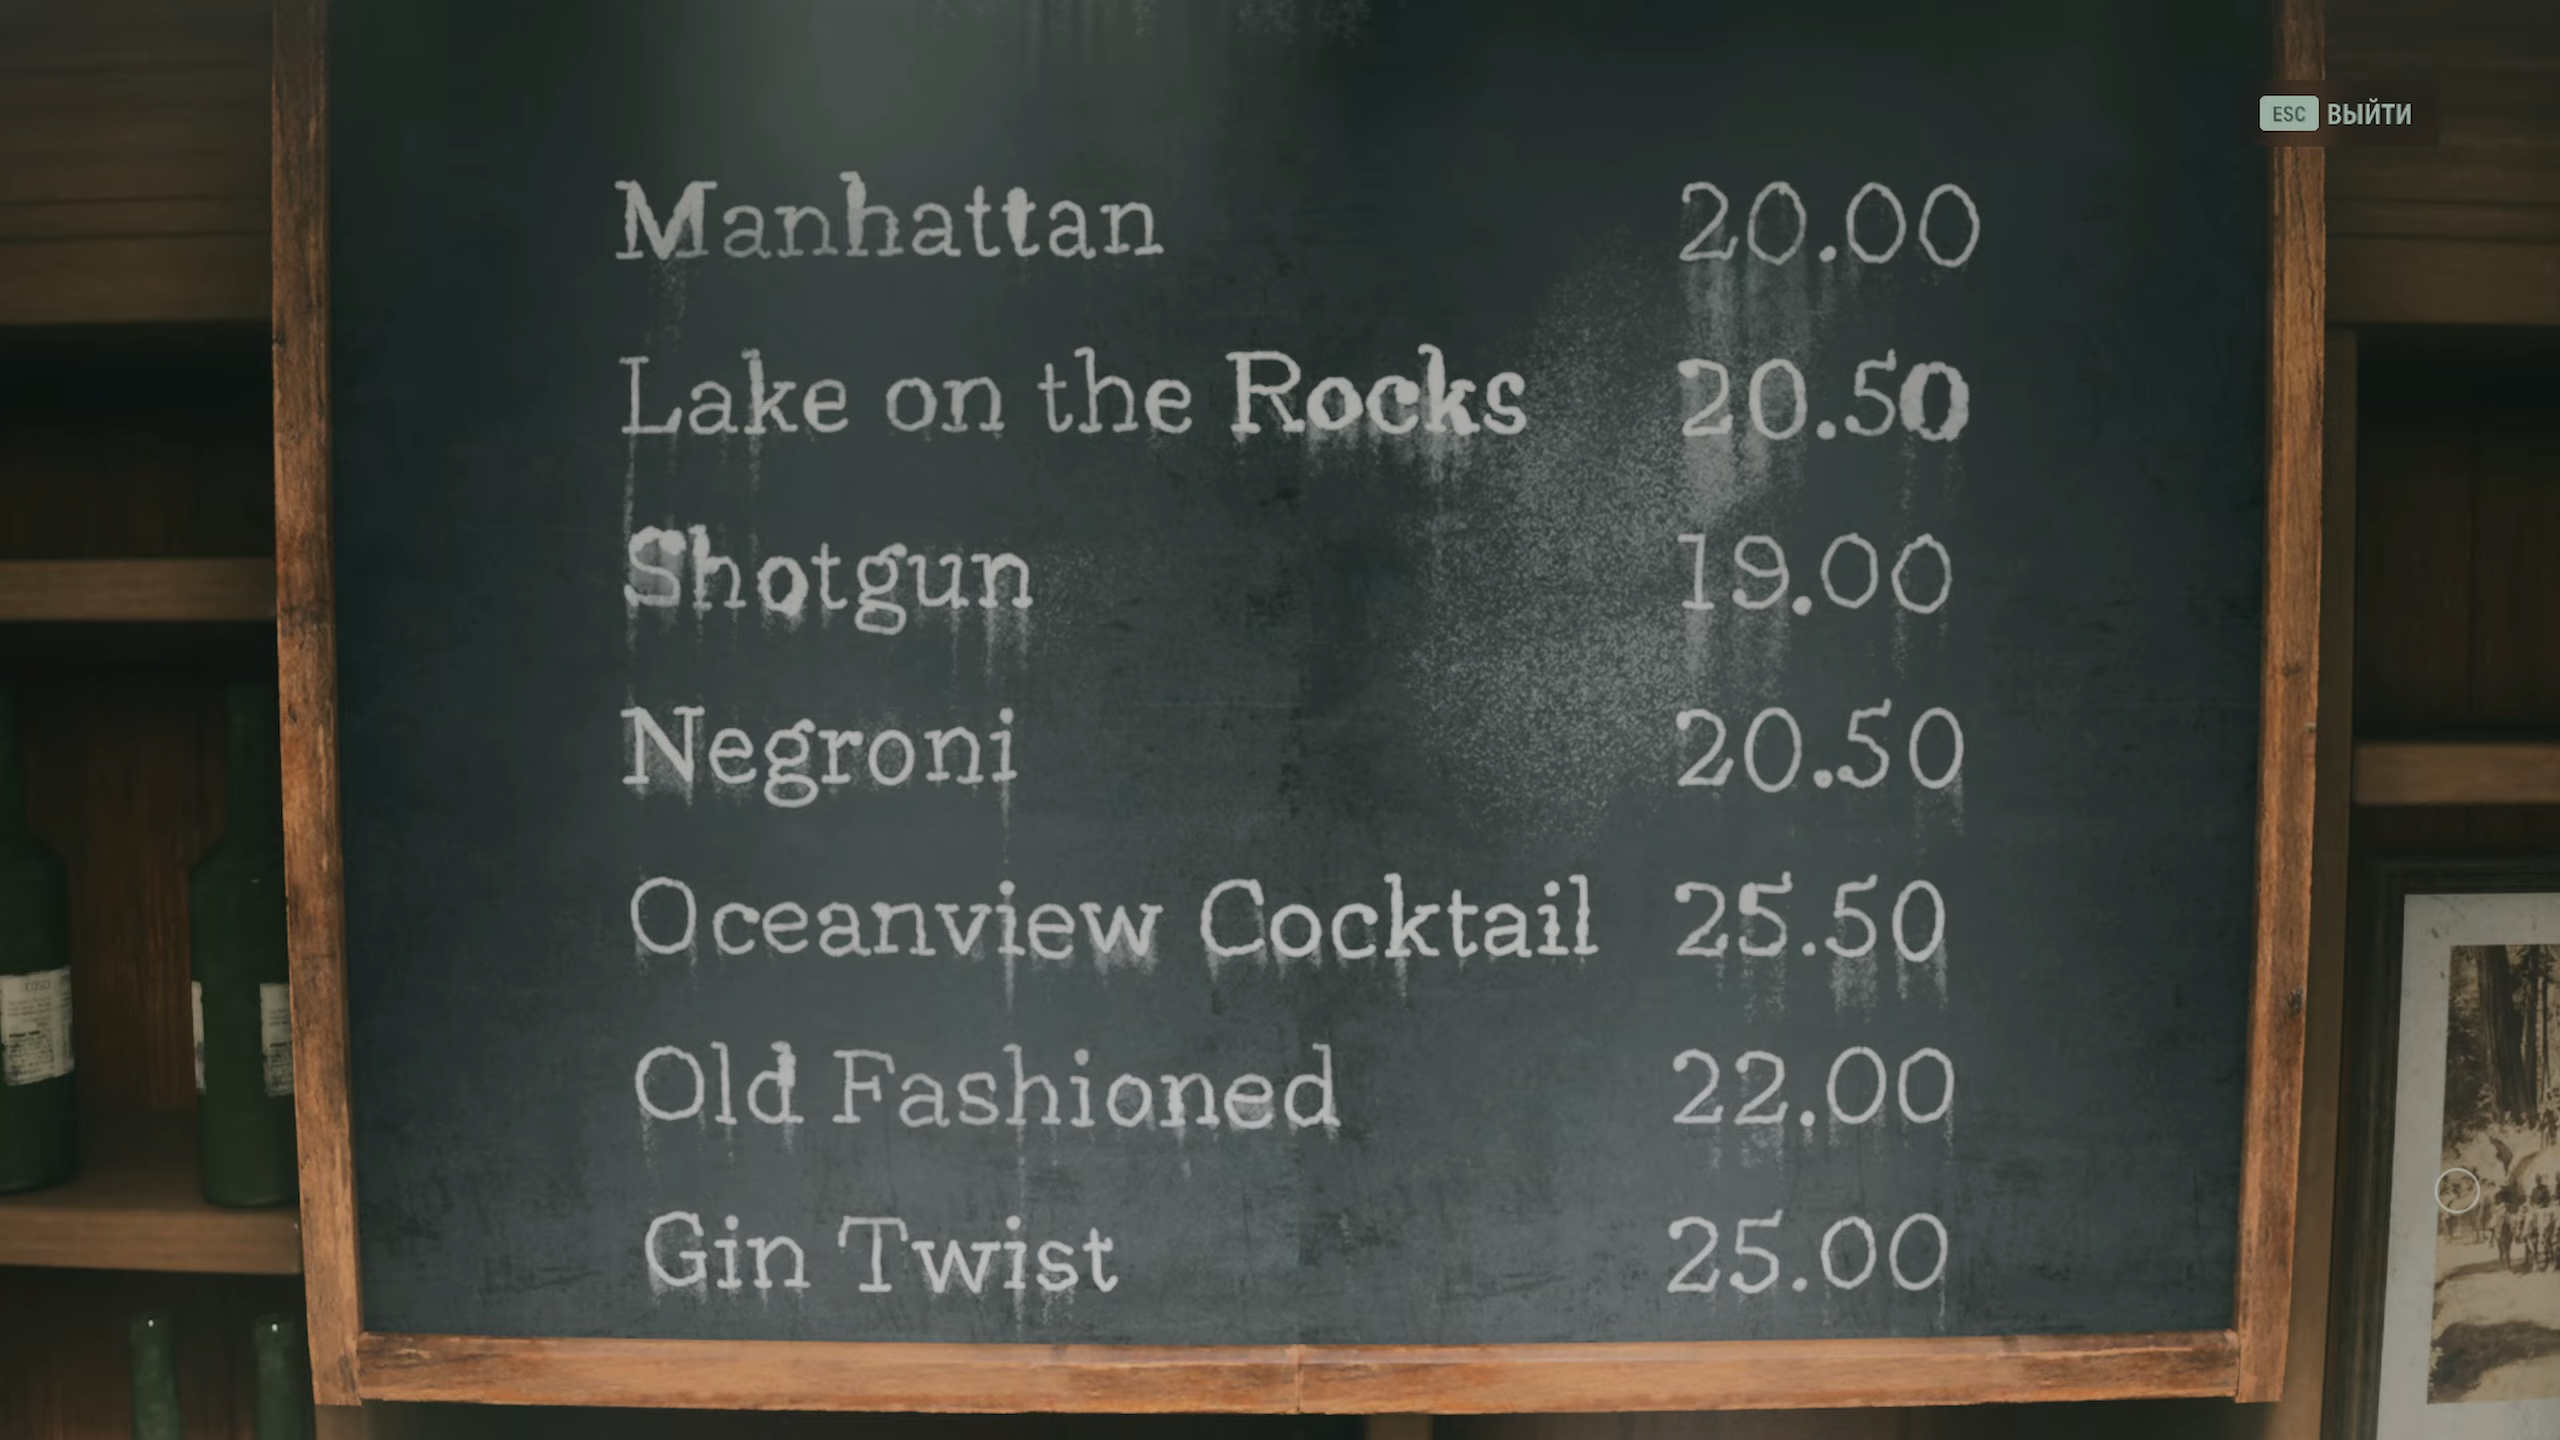 ESC ВЫЙТИ
Manhattan 20.00
Lake on the Rocks 20.50
Shotgun 19.00
Negroni 20.50
Oceanview Cocktail 25.50
Old Fashioned 22.00
Gin Twist 25.00